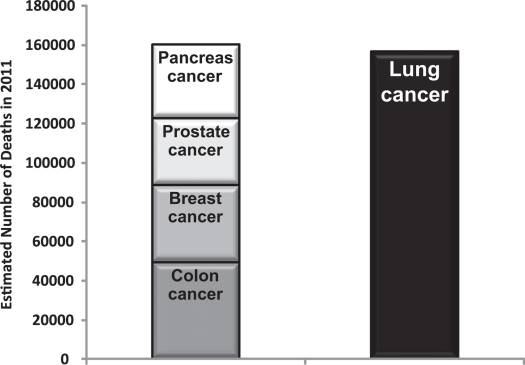 Estimated Number of Deaths in 2011
180000
160000
140000
120000
100000
80000
60000
40000
20000
0
Pancreas
cancer
Prostate
cancer
Breast
cancer
Colon
cancer
Lung
cancer